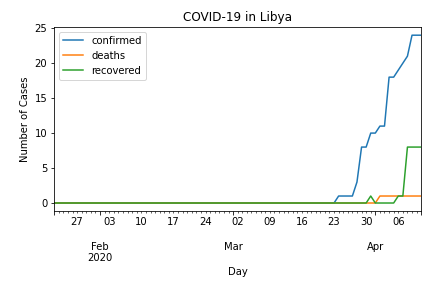 COVID-19 in Libya
confirmed
deaths
recovered
Number of Cases
25
20
15
10
5
0
27 03 10 17 24 02 09 16 23 30 06
Feb Mar Apr
2020
Day